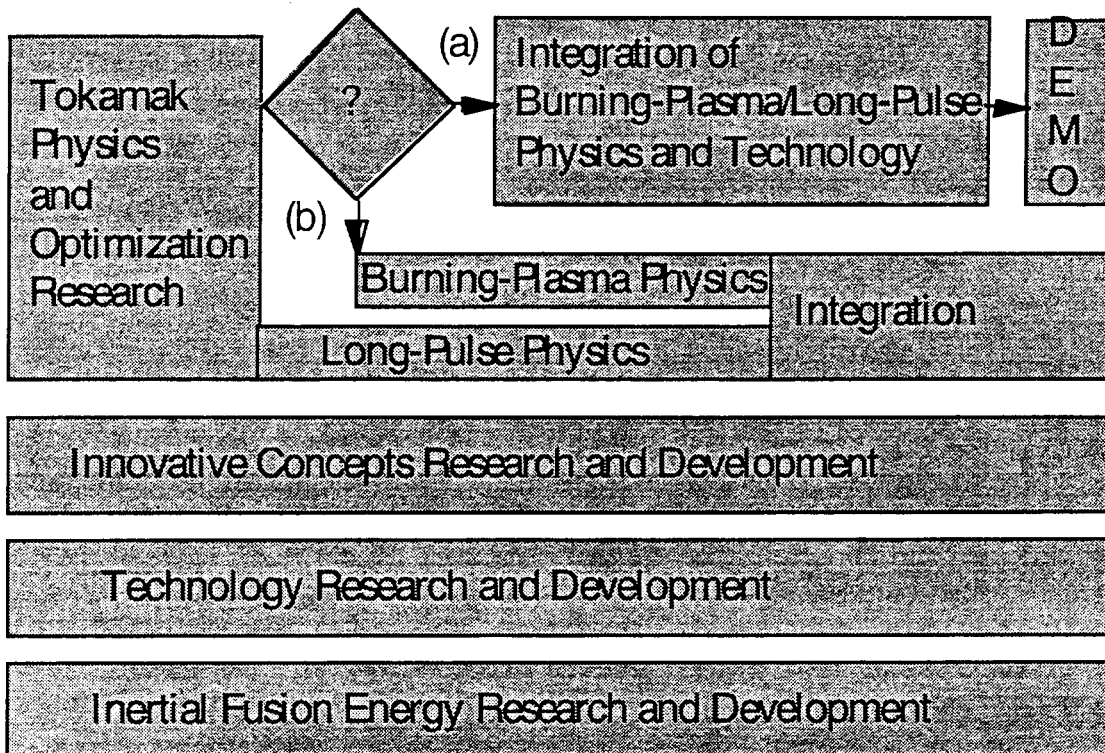 Tokamak
Physics
and
Optimization
Research
?
(a)
Integration of
Burning-Plasma/Long-Pulse
Physics and Technology
D
E
M
O
(b)
Burning-Plasma Physics
Long-Pulse Physics
Integration
Innovative Concepts Research and Development
Technology Research and Development
Inertial Fusion Energy Research and Development